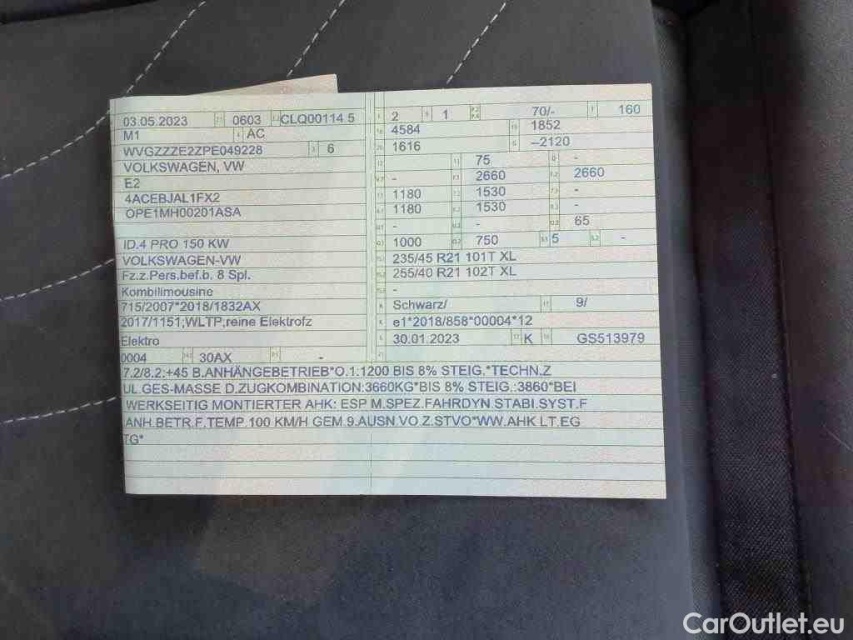 03.05.2023 0603 CLQ00114 5
M1 AC
WVGZZZE2ZPE049228 6
VOLKSWAGEN, VW
E2
4ACEBJAL1FX2
OPE1MH00201ASA
ID.4 PRO 150 KW
VOLKSWAGEN-VW
Fz.z.Pers.bef.b. 8 Spl.
Kombilimousine
715/2007*2018/1832AX
2017/1151;WLTP;reine Elektrofz
Elektro
0004 30AX -
2 1 70/- 160
4584 1852
1616 –2120
75 -
- 2660 2660
1180 1530 -
1180 1530 -
- - 65
1000 750 5 -
235/45 R21 101T XL
255/40 R21 102T XL
-
Schwarz/ 9/
e1*2018/858*00004*12
30.01.2023 K GS513979
7.2/8.2:+45 B.ANHÄNGEBETRIEB*O.1:1200 BIS 8% STEIG.*TECHN.Z
UL GES-MASSE D.ZUGKOMBINATION:3660KG*BIS 8% STEIG.:3860*BEI
WERKSEITIG MONTIERTER AHK: ESP M.SPEZ.FAHRDYN STABI.SYST.F
ANH.BETR.F.TEMP.100 KM/H GEM.9.AUSN.VO Z.STVO*WW.AHK LT.EG
TG*
CarOutlet.eu